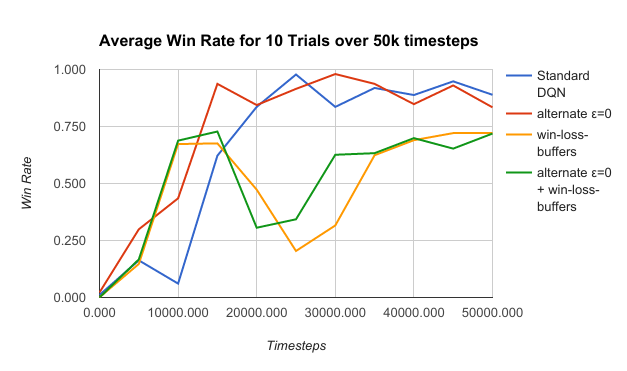 Average Win Rate for 10 Trials over 50k timesteps
1.000
0.750
0.500
0.250
0.000
Win Rate
0.000 10000.000 20000.000 30000.000 40000.000 50000.000
Timesteps
Standard
DQN
alternate ε=0
win-loss-
buffers
alternate ε=0
+ win-loss-
buffers